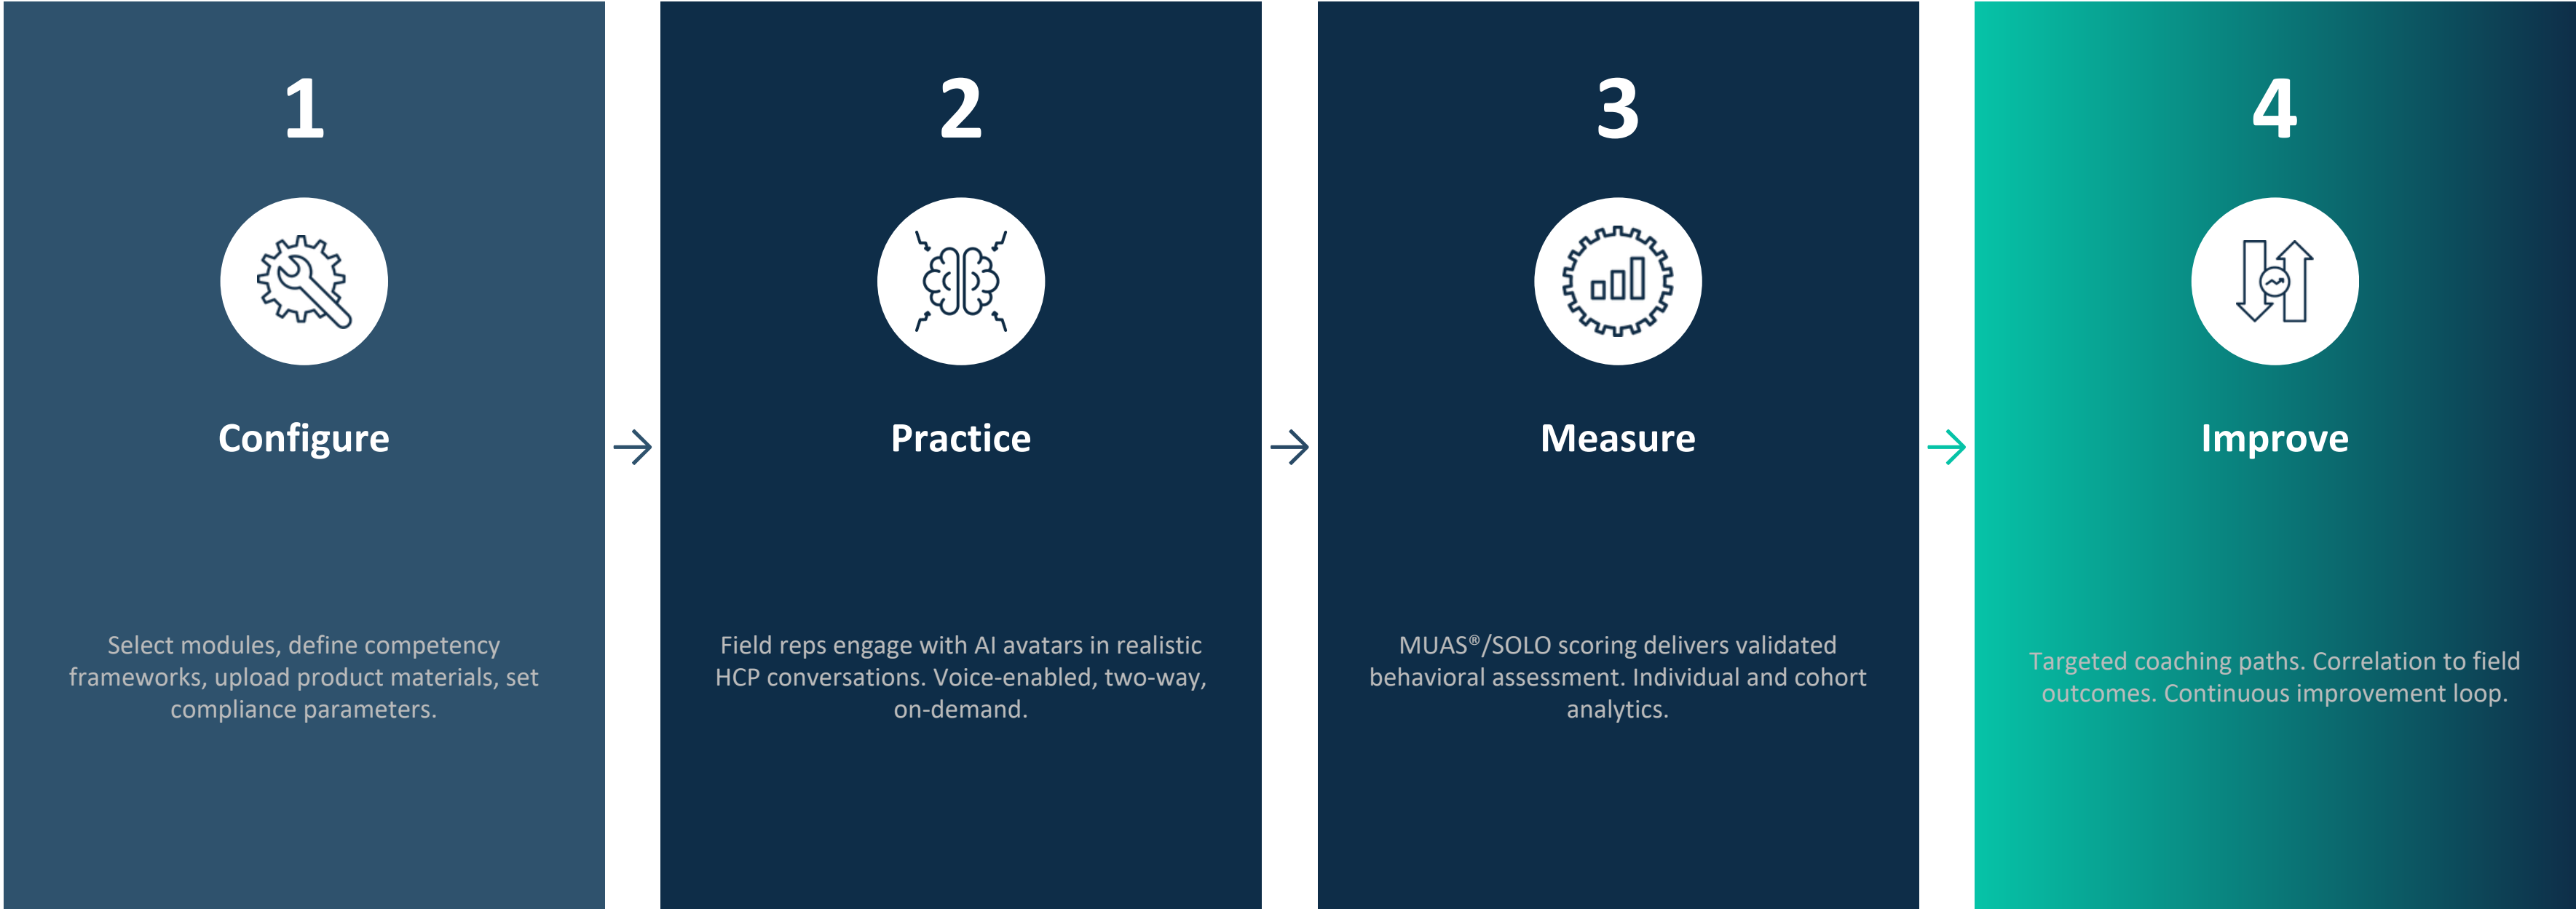 1
Configure
Select modules, define competency
frameworks, upload product materials, set
compliance parameters.
2
Practice
Field reps engage with AI avatars in realistic
HCP conversations. Voice-enabled, two-way,
on-demand.
3
Measure
MUAS®/SOLO scoring delivers validated
behavioral assessment. Individual and cohort
analytics.
4
Improve
Targeted coaching paths. Correlation to field
outcomes. Continuous improvement loop.